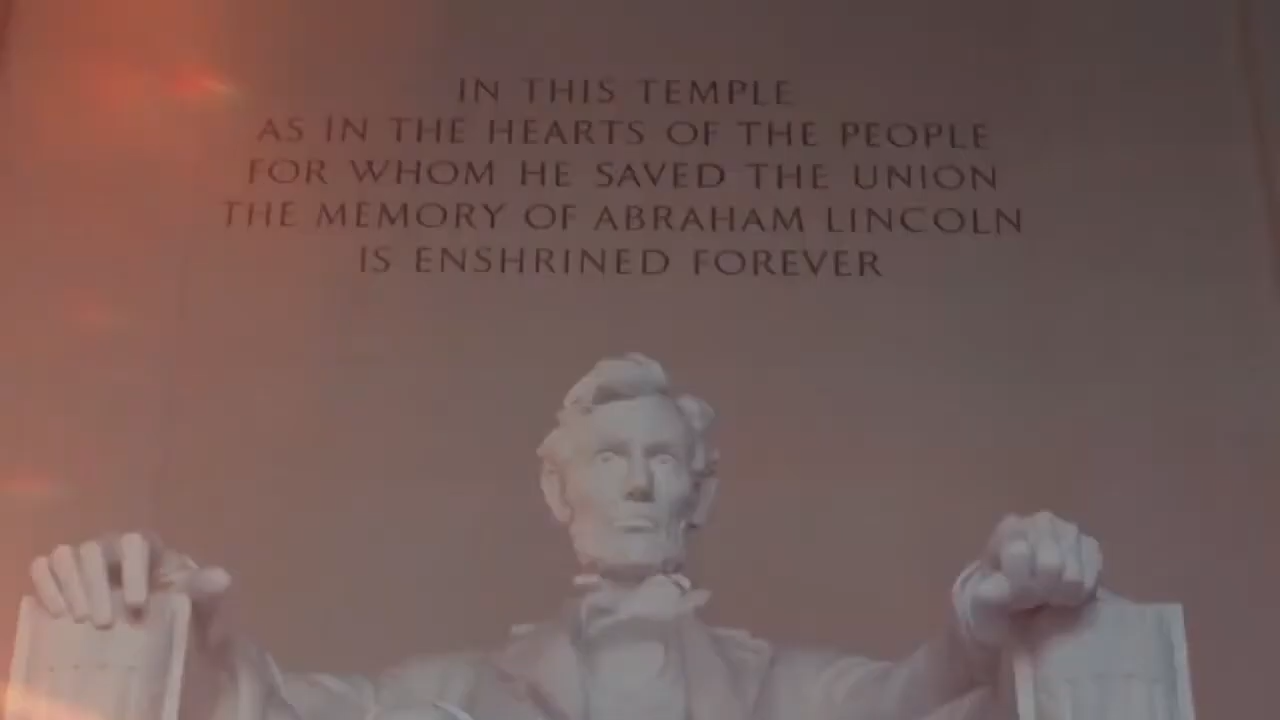 IN THIS TEMPLE
AS IN THE HEARTS OF THE PEOPLE
FOR WHOM HE SAVED THE UNION
THE MEMORY OF ABRAHAM LINCOLN
IS ENSHRINED FOREVER